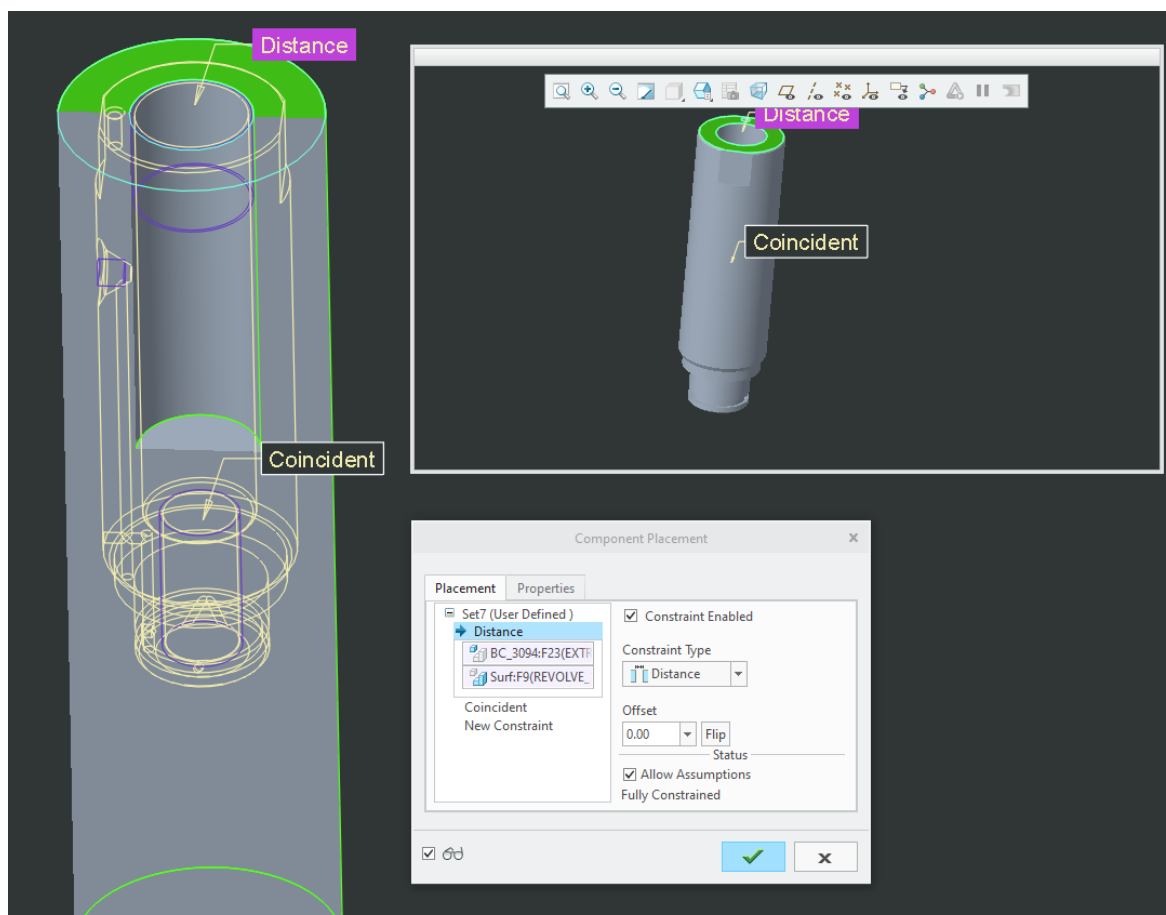 Distance
Distance
Coincident
Coincident
Component Placement
Placement
Properties
Set7 (User Defined )
Distance
BC_3094:F23(EXTR
Surf:F9(REVOLVE_
Coincident
New Constraint
Constraint Enabled
Constraint Type
Distance
Offset
0.00
Flip
Status
Allow Assumptions
Fully Constrained